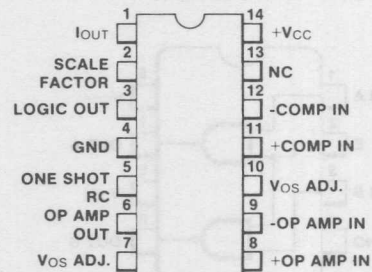 1 14
IOUT +VCC
2 13
SCALE FACTOR NC
3 12
LOGIC OUT -COMP IN
4 11
GND +COMP IN
5 10
ONE SHOT RC VOS ADJ.
6 9
OP AMP OUT -OP AMP IN
7 8
VOS ADJ. +OP AMP IN